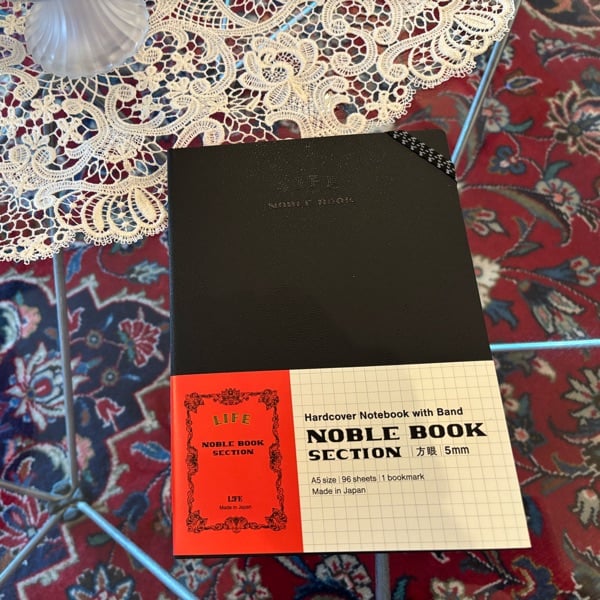 LIFE
NOBLE BOOK
LIFE
NOBLE BOOK
SECTION
LIFE
Made in Japan
Hardcover Notebook with Band
NOBLE BOOK
SECTION | 方眼 | 5mm
A5 size | 96 sheets | 1 bookmark
Made in Japan